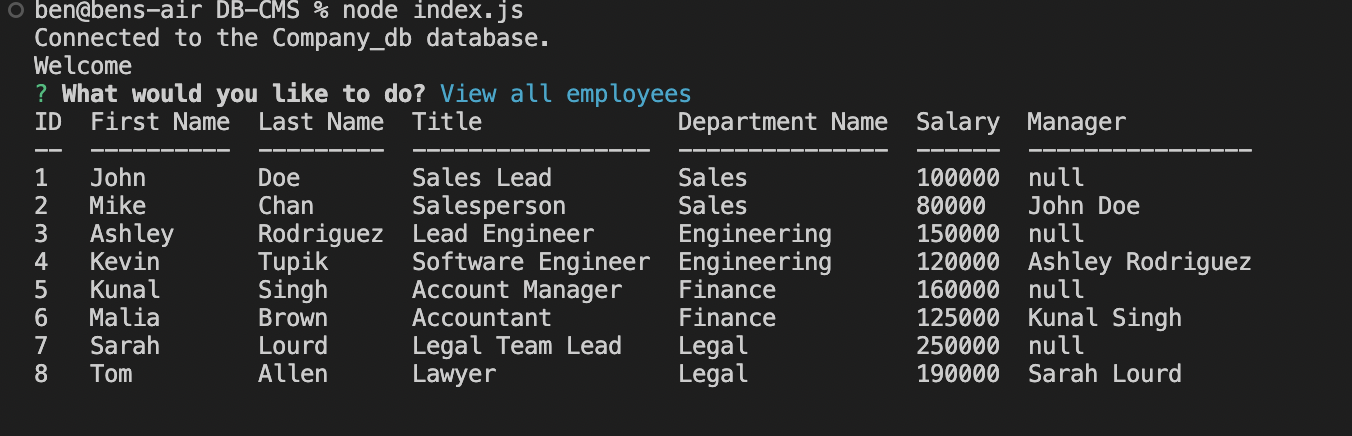 ben@bens-air DB-CMS % node index.js
Connected to the Company_db database.
Welcome
? What would you like to do? View all employees
ID  First Name  Last Name  Title              Department Name  Salary  Manager
--  ----------  ---------  -----------------  ---------------  ------  ----------------
1   John        Doe        Sales Lead         Sales            100000  null
2   Mike        Chan       Salesperson        Sales            80000   John Doe
3   Ashley      Rodriguez  Lead Engineer      Engineering      150000  null
4   Kevin       Tupik      Software Engineer  Engineering      120000  Ashley Rodriguez
5   Kunal       Singh      Account Manager    Finance          160000  null
6   Malia       Brown      Accountant         Finance          125000  Kunal Singh
7   Sarah       Lourd      Legal Team Lead    Legal            250000  null
8   Tom         Allen      Lawyer             Legal            190000  Sarah Lourd